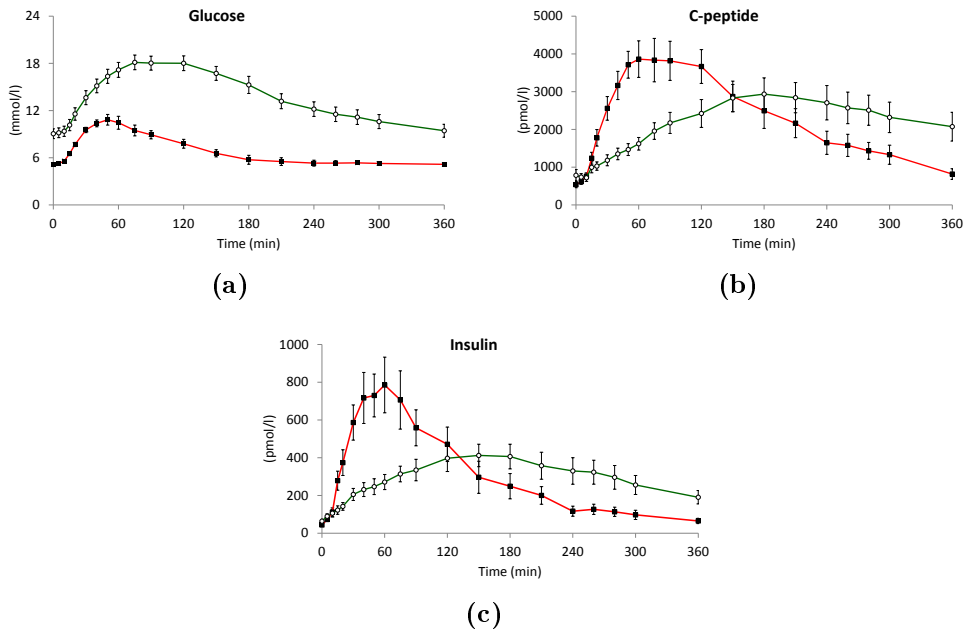 Glucose
24
18
12
6
0
(mmol/l)
0 60 120 180 240 300 360
Time (min)
(a)
C-peptide
5000
4000
3000
2000
1000
0
(pmol/l)
0 60 120 180 240 300 360
Time (min)
(b)
Insulin
1000
800
600
400
200
0
(pmol/l)
0 60 120 180 240 300 360
Time (min)
(c)